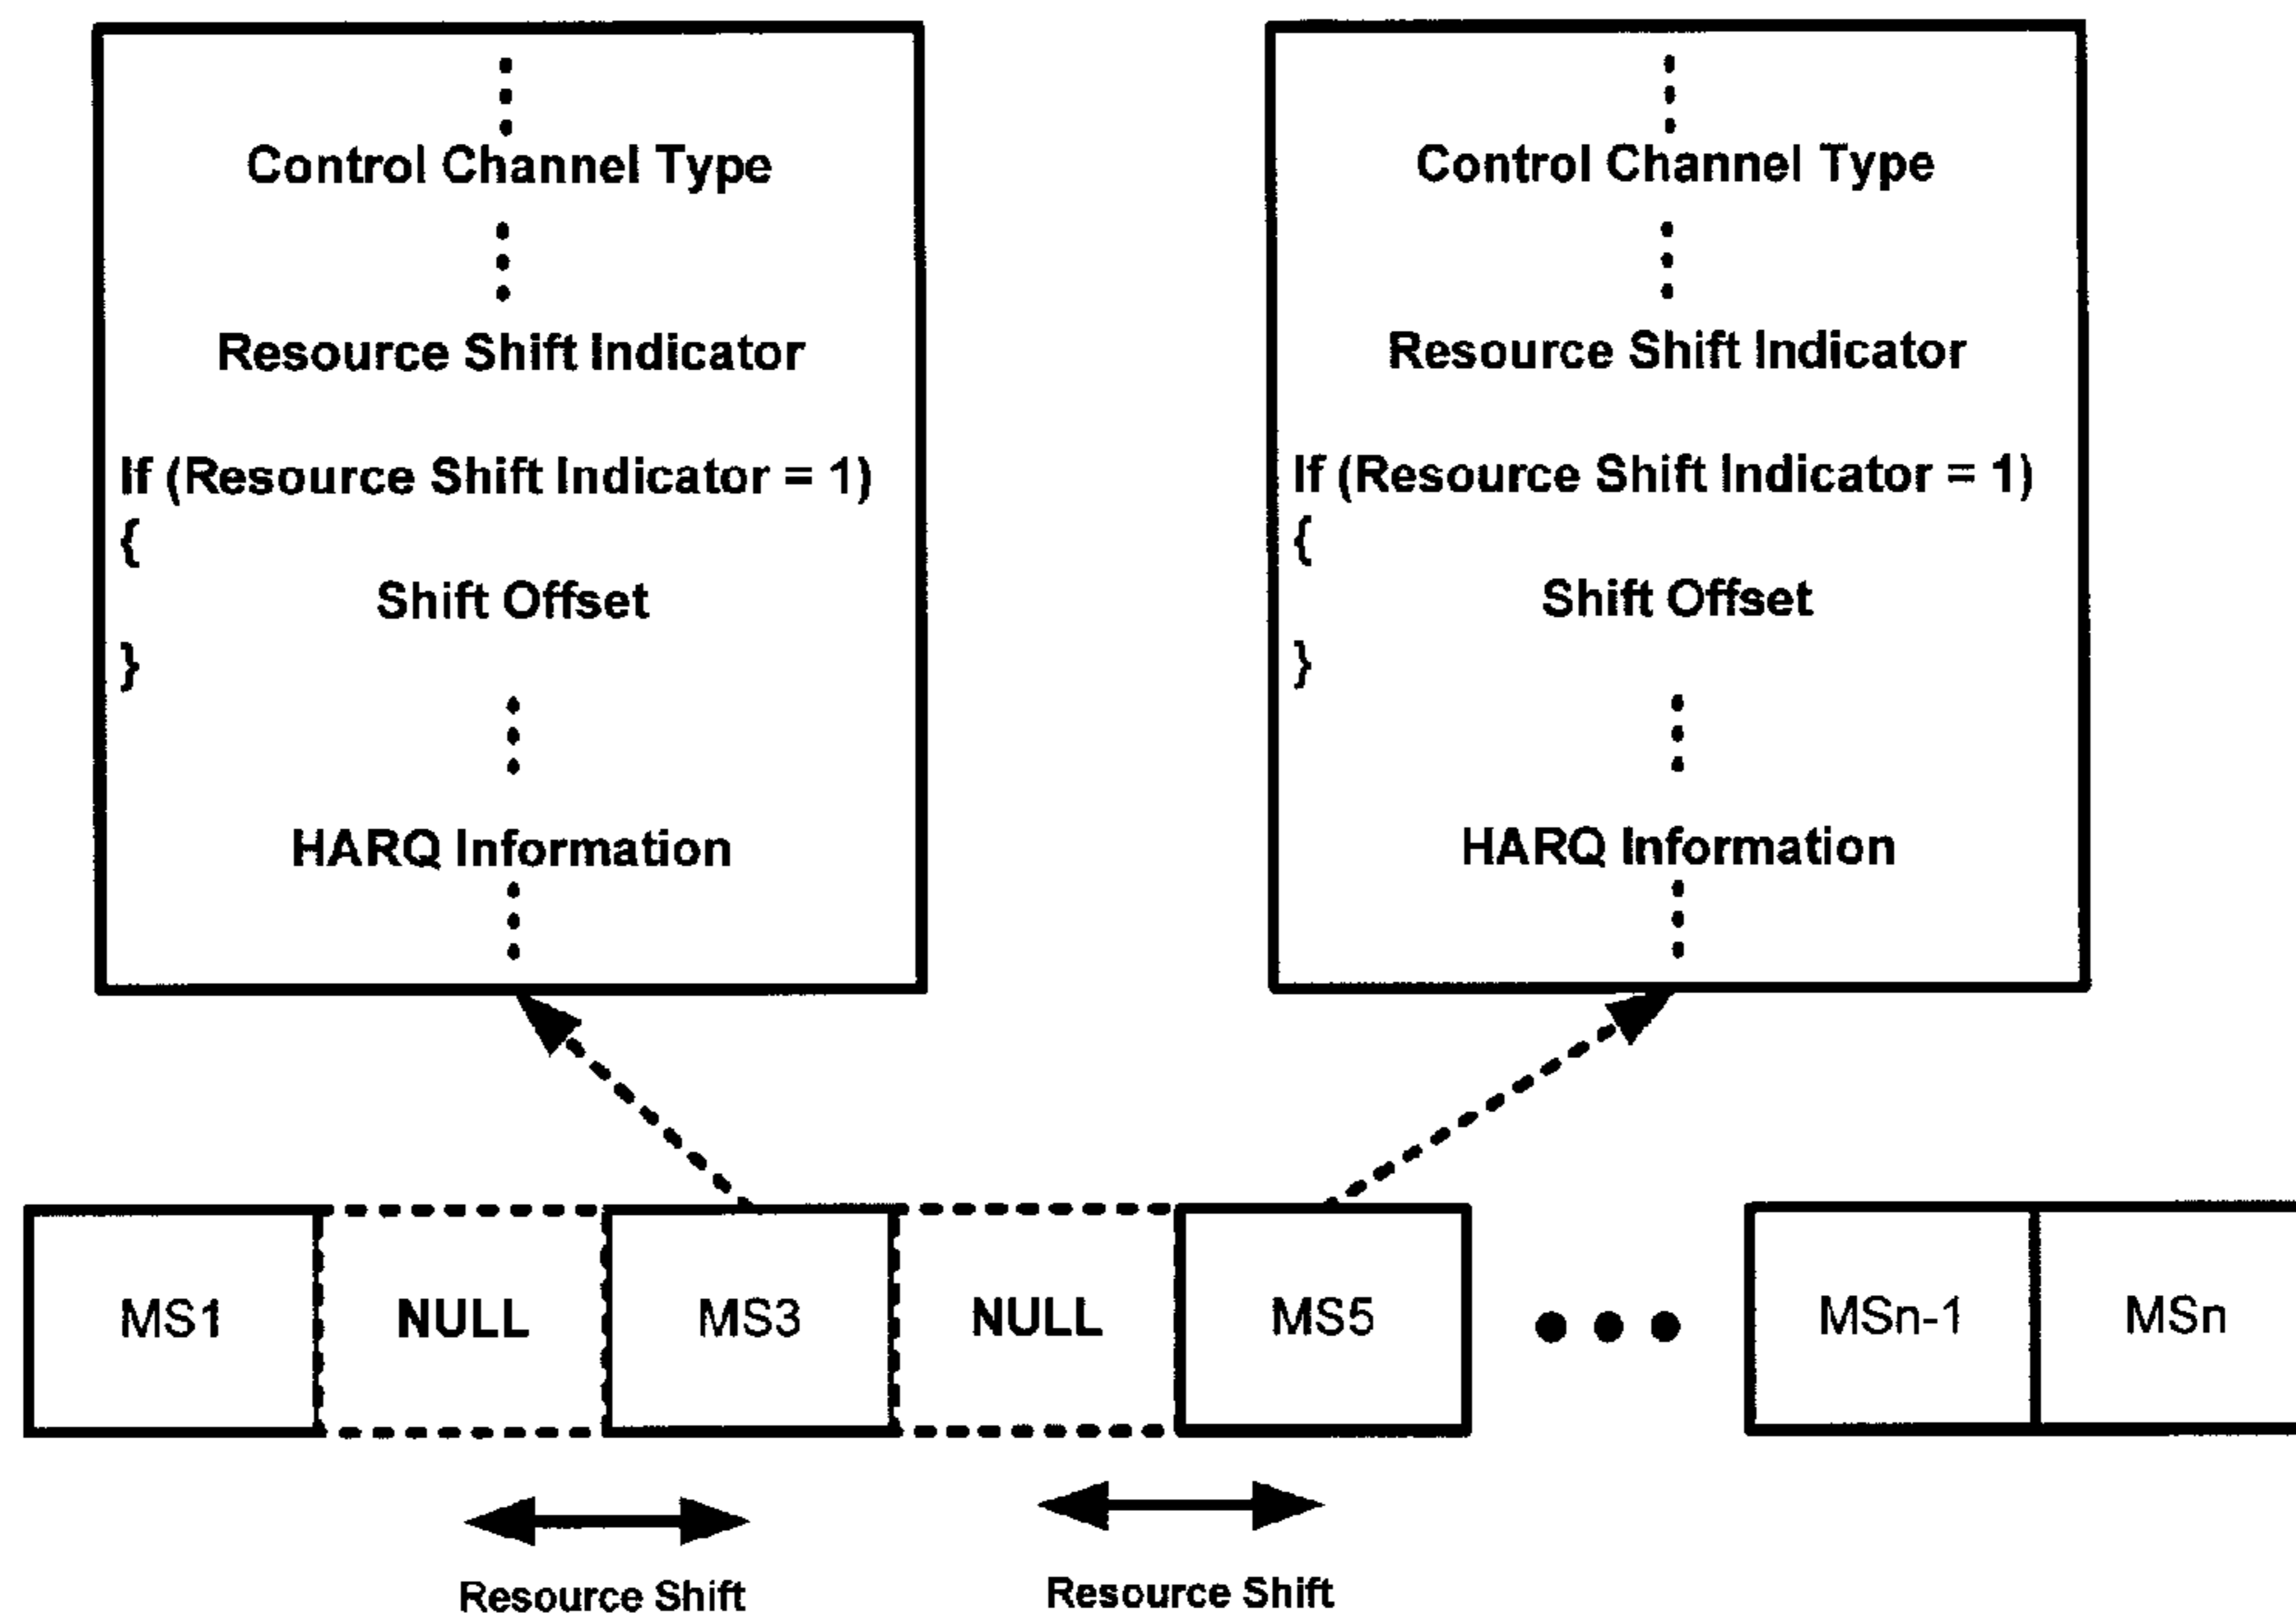 Control Channel Type
Resource Shift Indicator
If (Resource Shift Indicator = 1)
{
Shift Offset
}
HARQ Information
Control Channel Type
Resource Shift Indicator
If (Resource Shift Indicator = 1)
{
Shift Offset
}
HARQ Information
MS1
NULL
MS3
NULL
MS5
MSn-1
MSn
Resource Shift
Resource Shift